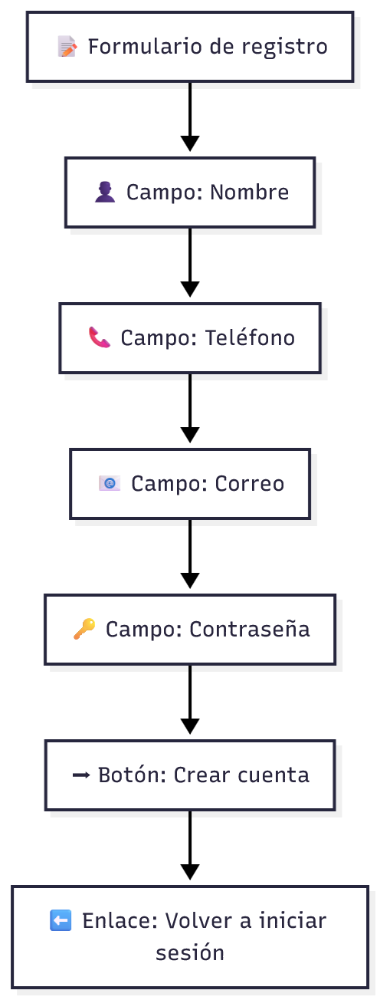 📝 Formulario de registro
👤 Campo: Nombre
📞 Campo: Teléfono
📧 Campo: Correo
🔑 Campo: Contraseña
➡ Botón: Crear cuenta
⬅️ Enlace: Volver a iniciar
sesión